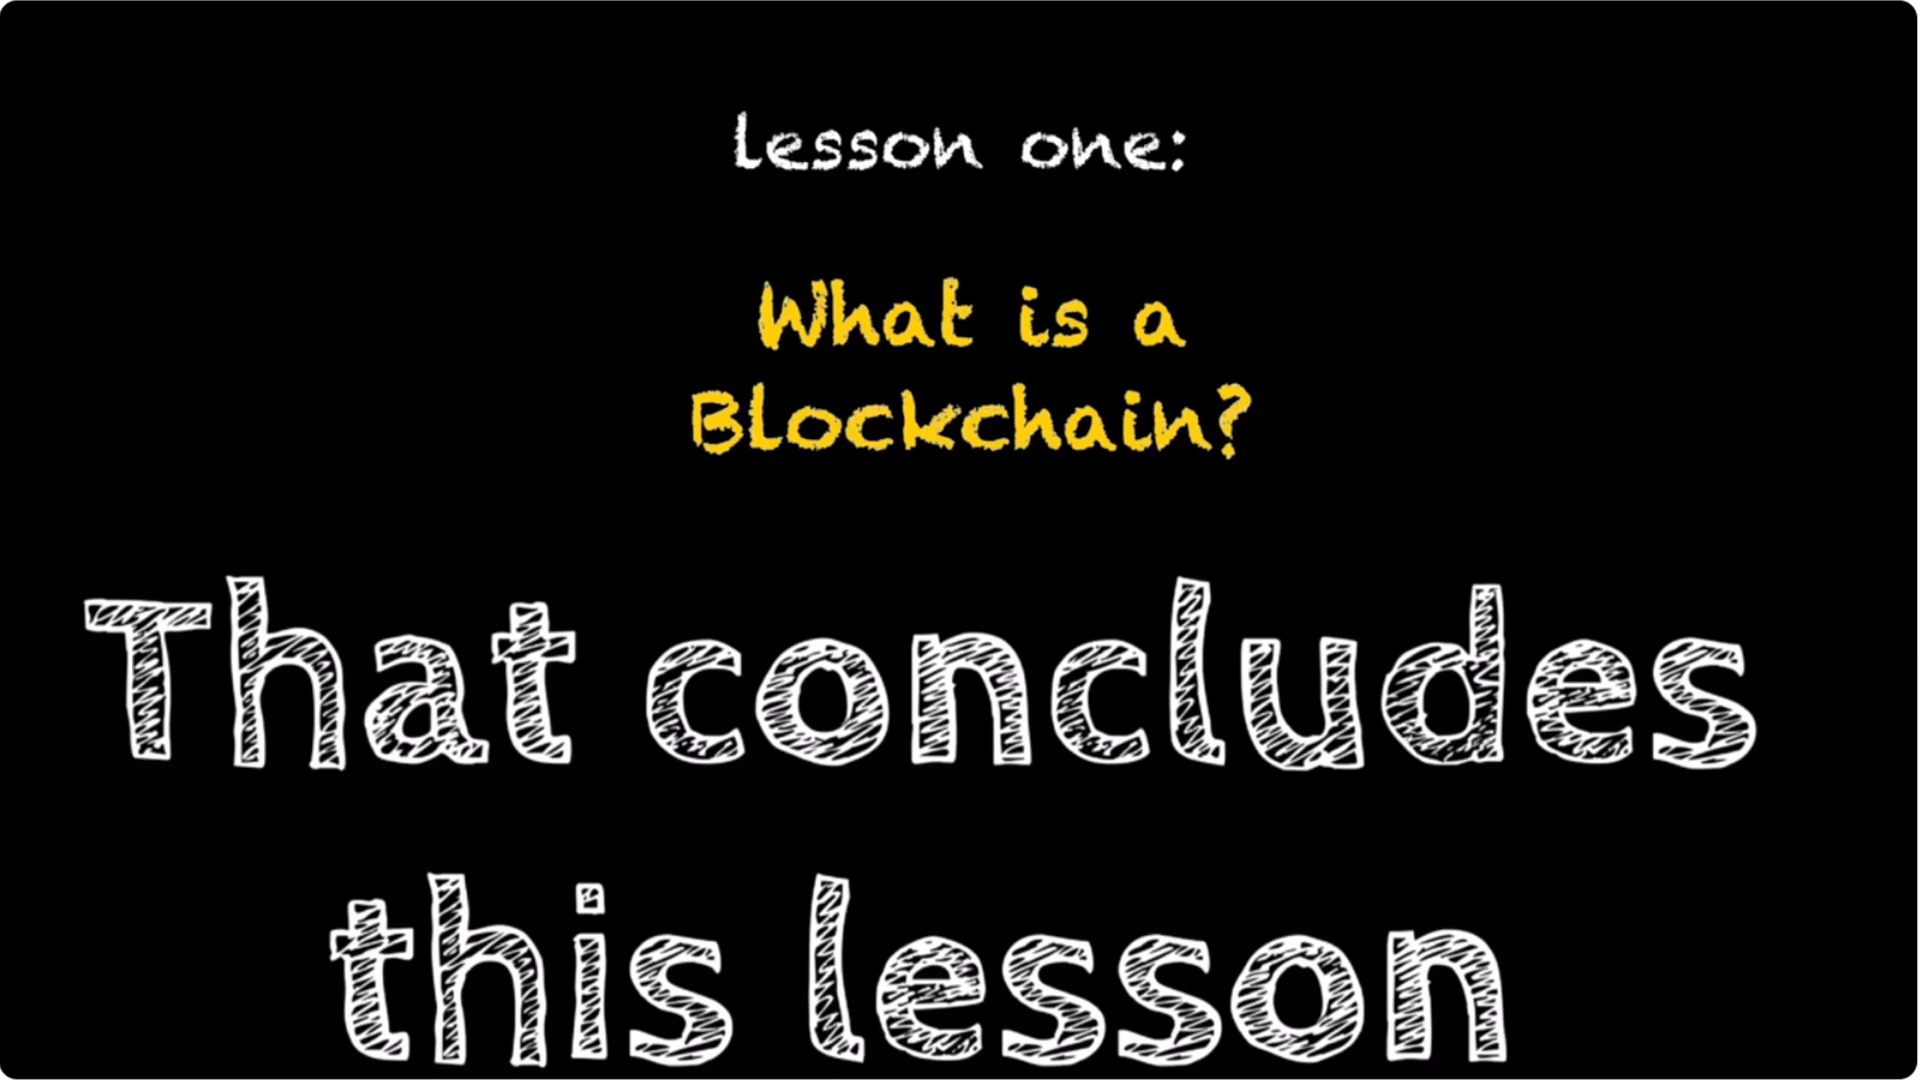 lesson one:
What is a
Blockchain?
That concludes
this lesson